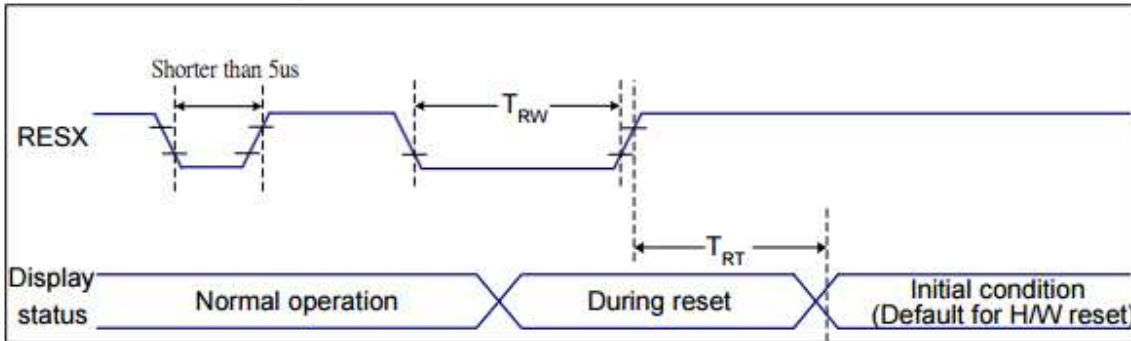 Shorter than 5us
TRW
RESX
TRT
Display
status
Normal operation
During reset
Initial condition
(Default for H/W reset)